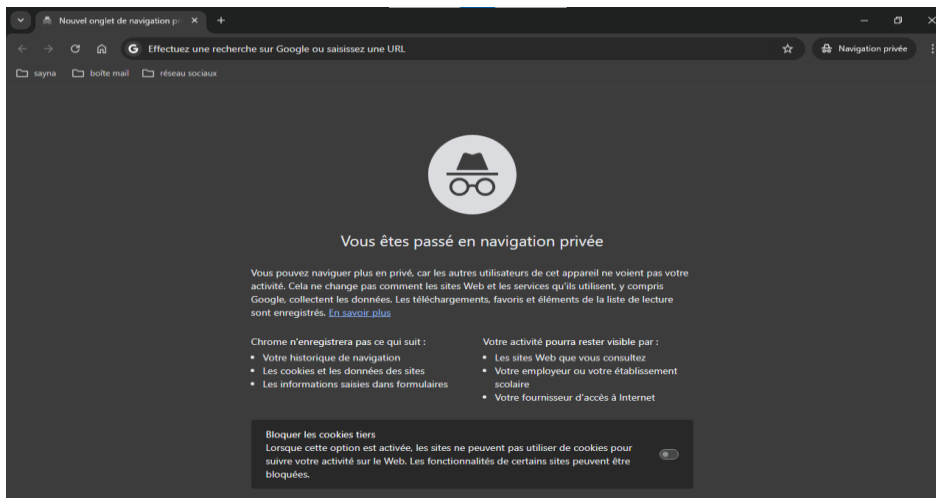 Nouvel onglet de navigation pr
Effectuez une recherche sur Google ou saisissez une URL
Navigation privée
sayna
boîte mail
réseau sociaux
Vous êtes passé en navigation privée
Vous pouvez naviguer plus en privé, car les autres utilisateurs de cet appareil ne voient pas votre
activité. Cela ne change pas comment les sites Web et les services qu'ils utilisent, y compris
Google, collectent les données. Les téléchargements, favoris et éléments de la liste de lecture
sont enregistrés. En savoir plus
Chrome n'enregistrera pas ce qui suit :
• Votre historique de navigation
• Les cookies et les données des sites
• Les informations saisies dans formulaires
Votre activité pourra rester visible par :
• Les sites Web que vous consultez
• Votre employeur ou votre établissement
scolaire
• Votre fournisseur d'accès à Internet
Bloquer les cookies tiers
Lorsque cette option est activée, les sites ne peuvent pas utiliser de cookies pour
suivre votre activité sur le Web. Les fonctionnalités de certains sites peuvent être
bloquées.